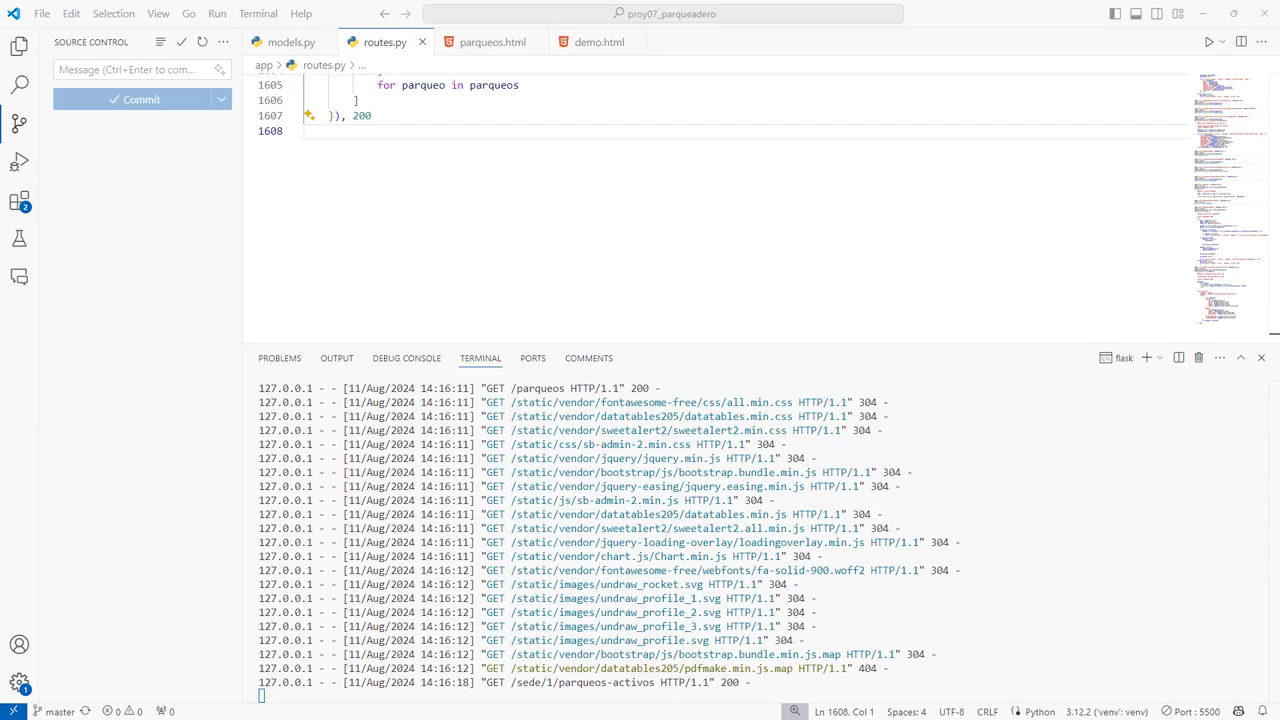 File Edit Selection View Go Run Terminal Help
proy07_parqueadero
SOURCE CONTROL
models.py routes.py parqueos.html demo.html
app > routes.py > ...
Message (Ctrl+Enter to com...
Commit
1605 for parqueo in parqueos
1606 ]
1607 }), 200
1608
PROBLEMS OUTPUT DEBUG CONSOLE TERMINAL PORTS COMMENTS
flask
127.0.0.1 - - [11/Aug/2024 14:16:11] "GET /parqueos HTTP/1.1" 200 -
127.0.0.1 - - [11/Aug/2024 14:16:11] "GET /static/vendor/fontawesome-free/css/all.min.css HTTP/1.1" 304 -
127.0.0.1 - - [11/Aug/2024 14:16:11] "GET /static/vendor/datatables205/datatables.min.css HTTP/1.1" 304 -
127.0.0.1 - - [11/Aug/2024 14:16:11] "GET /static/vendor/sweetalert2/sweetalert2.min.css HTTP/1.1" 304 -
127.0.0.1 - - [11/Aug/2024 14:16:11] "GET /static/css/sb-admin-2.min.css HTTP/1.1" 304 -
127.0.0.1 - - [11/Aug/2024 14:16:11] "GET /static/vendor/jquery/jquery.min.js HTTP/1.1" 304 -
127.0.0.1 - - [11/Aug/2024 14:16:11] "GET /static/vendor/bootstrap/js/bootstrap.bundle.min.js HTTP/1.1" 304 -
127.0.0.1 - - [11/Aug/2024 14:16:11] "GET /static/vendor/jquery-easing/jquery.easing.min.js HTTP/1.1" 304 -
127.0.0.1 - - [11/Aug/2024 14:16:11] "GET /static/js/sb-admin-2.min.js HTTP/1.1" 304 -
127.0.0.1 - - [11/Aug/2024 14:16:11] "GET /static/vendor/datatables205/datatables.min.js HTTP/1.1" 304 -
127.0.0.1 - - [11/Aug/2024 14:16:11] "GET /static/vendor/sweetalert2/sweetalert2.all.min.js HTTP/1.1" 304 -
127.0.0.1 - - [11/Aug/2024 14:16:11] "GET /static/vendor/jquery-loading-overlay/loadingoverlay.min.js HTTP/1.1" 304 -
127.0.0.1 - - [11/Aug/2024 14:16:11] "GET /static/vendor/chart.js/Chart.min.js HTTP/1.1" 304 -
127.0.0.1 - - [11/Aug/2024 14:16:12] "GET /static/vendor/fontawesome-free/webfonts/fa-solid-900.woff2 HTTP/1.1" 304 -
127.0.0.1 - - [11/Aug/2024 14:16:12] "GET /static/images/undraw_rocket.svg HTTP/1.1" 304 -
127.0.0.1 - - [11/Aug/2024 14:16:12] "GET /static/images/undraw_profile_1.svg HTTP/1.1" 304 -
127.0.0.1 - - [11/Aug/2024 14:16:12] "GET /static/images/undraw_profile_2.svg HTTP/1.1" 304 -
127.0.0.1 - - [11/Aug/2024 14:16:12] "GET /static/images/undraw_profile_3.svg HTTP/1.1" 304 -
127.0.0.1 - - [11/Aug/2024 14:16:12] "GET /static/images/undraw_profile.svg HTTP/1.1" 304 -
127.0.0.1 - - [11/Aug/2024 14:16:12] "GET /static/vendor/bootstrap/js/bootstrap.bundle.min.js.map HTTP/1.1" 304 -
127.0.0.1 - - [11/Aug/2024 14:16:12] "GET /static/vendor/datatables205/pdfmake.min.js.map HTTP/1.1" 404 -
127.0.0.1 - - [11/Aug/2024 14:16:18] "GET /sede/1/parqueos-activos HTTP/1.1" 200 -
2
1
master 0 0 0 Ln 1608, Col 1 Spaces: 4 UTF-8 CRLF Python 3.12.2 ('venv': venv) Port : 5500